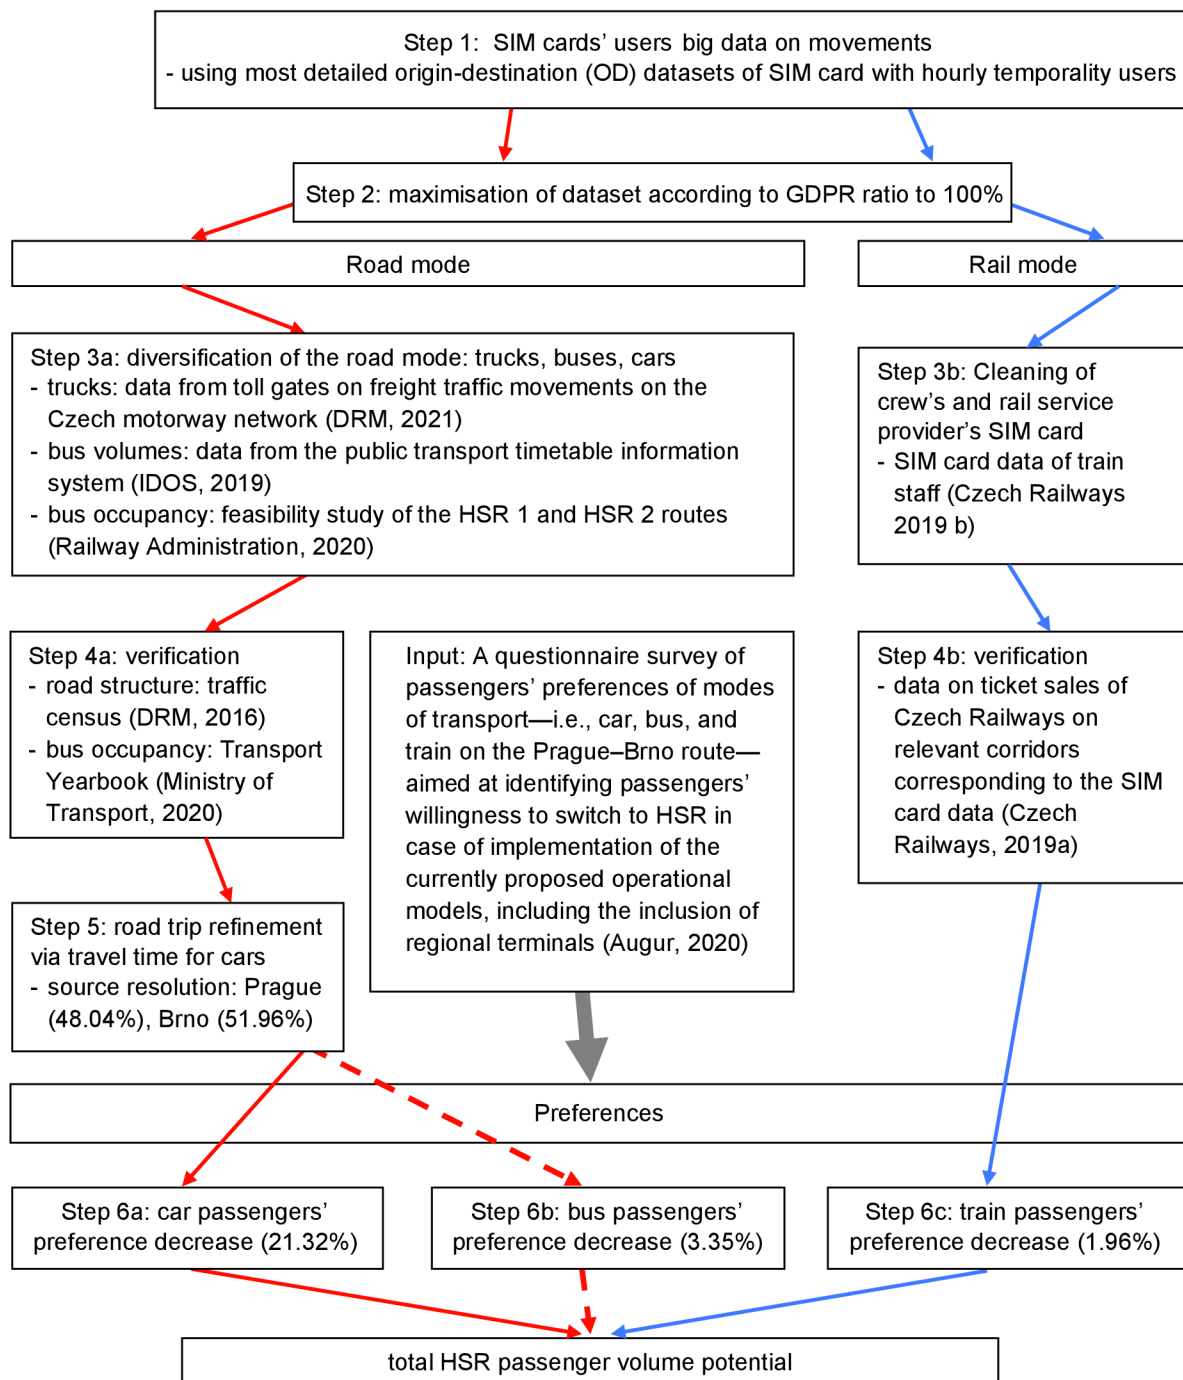 Step 1:  SIM cards’ users big data on movements
- using most detailed origin-destination (OD) datasets of SIM card with hourly temporality users
Step 2: maximisation of dataset according to GDPR ratio to 100%
Road mode
Rail mode
Step 3a: diversification of the road mode: trucks, buses, cars
- trucks: data from toll gates on freight traffic movements on the
Czech motorway network (DRM, 2021)
- bus volumes: data from the public transport timetable information
system (IDOS, 2019)
- bus occupancy: feasibility study of the HSR 1 and HSR 2 routes
(Railway Administration, 2020)
Step 3b: Cleaning of
crew’s and rail service
provider’s SIM card
- SIM card data of train
staff (Czech Railways
2019 b)
Step 4a: verification
- road structure: traffic
census (DRM, 2016)
- bus occupancy: Transport
Yearbook (Ministry of
Transport, 2020)
Input: A questionnaire survey of
passengers’ preferences of modes
of transport—i.e., car, bus, and
train on the Prague–Brno route—
aimed at identifying passengers’
willingness to switch to HSR in
case of implementation of the
currently proposed operational
models, including the inclusion of
regional terminals (Augur, 2020)
Step 4b: verification
- data on ticket sales of
Czech Railways on
relevant corridors
corresponding to the SIM
card data (Czech
Railways, 2019a)
Step 5: road trip refinement
via travel time for cars
- source resolution: Prague
(48.04%), Brno (51.96%)
Preferences
Step 6a: car passengers’
preference decrease (21.32%)
Step 6b: bus passengers’
preference decrease (3.35%)
Step 6c: train passengers’
preference decrease (1.96%)
total HSR passenger volume potential